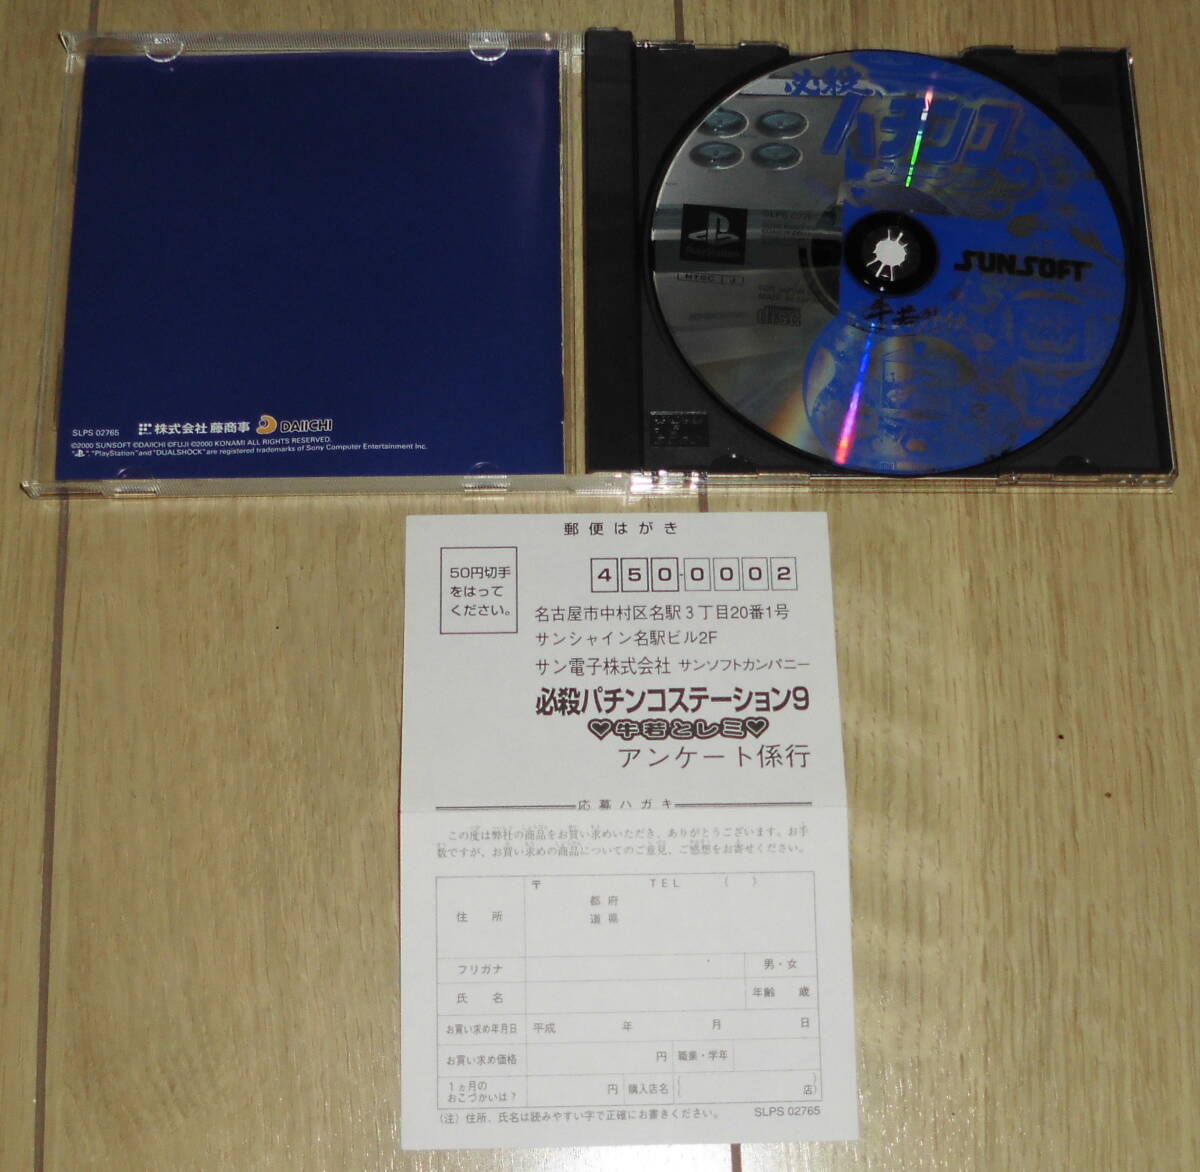 SLPS 02765
株式会社 藤商事
DAIICHI
©2000 SUNSOFT ©DAIICHI ©FUJI ©2000 KONAMI ALL RIGHTS RESERVED.
"PlayStation" and "DUALSHOCK" are registered trademarks of Sony Computer Entertainment Inc.
必殺
パチンコ
SUNSOFT
PlayStation
NTSC J
disc
郵便はがき
50円切手
をはって
ください。
450-0002
名古屋市中村区名駅3丁目20番1号
サンシャイン名駅ビル2F
サン電子株式会社 サンソフトカンパニー
必殺パチンコステーション9
♥牛若とレミ♥
アンケート係行
応募ハガキ
この度は弊社の商品をお買い求めいただき、ありがとうございます。お手
数ですが、お買い求めの商品についてのご意見、ご感想をお寄せください。
住所
〒 TEL ( )
都府
道県
フリガナ
男・女
氏名
年齢 歳
お買い求め年月日 平成 年 月 日
お買い求め価格 円 職業・学年
1ヵ月の
おこづかいは? 円 購入店名 ( 店)
(注)住所、氏名は読みやすい字で正確にお書きください。 SLPS 02765